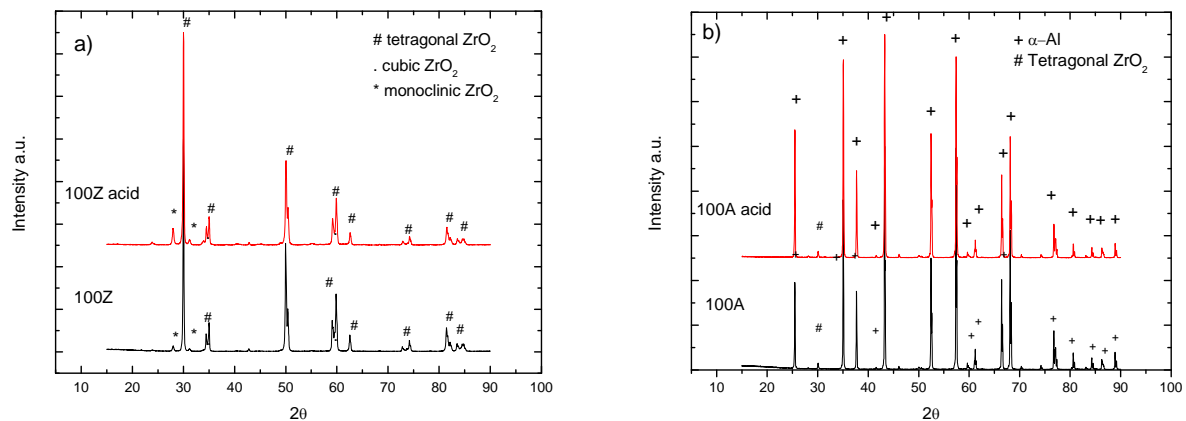 a)
# tetragonal ZrO2
. cubic ZrO2
* monoclinic ZrO2
Intensity a.u.
100Z acid
100Z
# # # # # # # #
* *
# # # # # #
* *
10 20 30 40 50 60 70 80 90 100
2θ
b)
+ α−Al
# Tetragonal ZrO2
Intensity a.u.
100A acid
100A
+ + + + + + + + + + + + + + + +
#
+ + + + + + + + + + + +
#
10 20 30 40 50 60 70 80 90 100
2θ